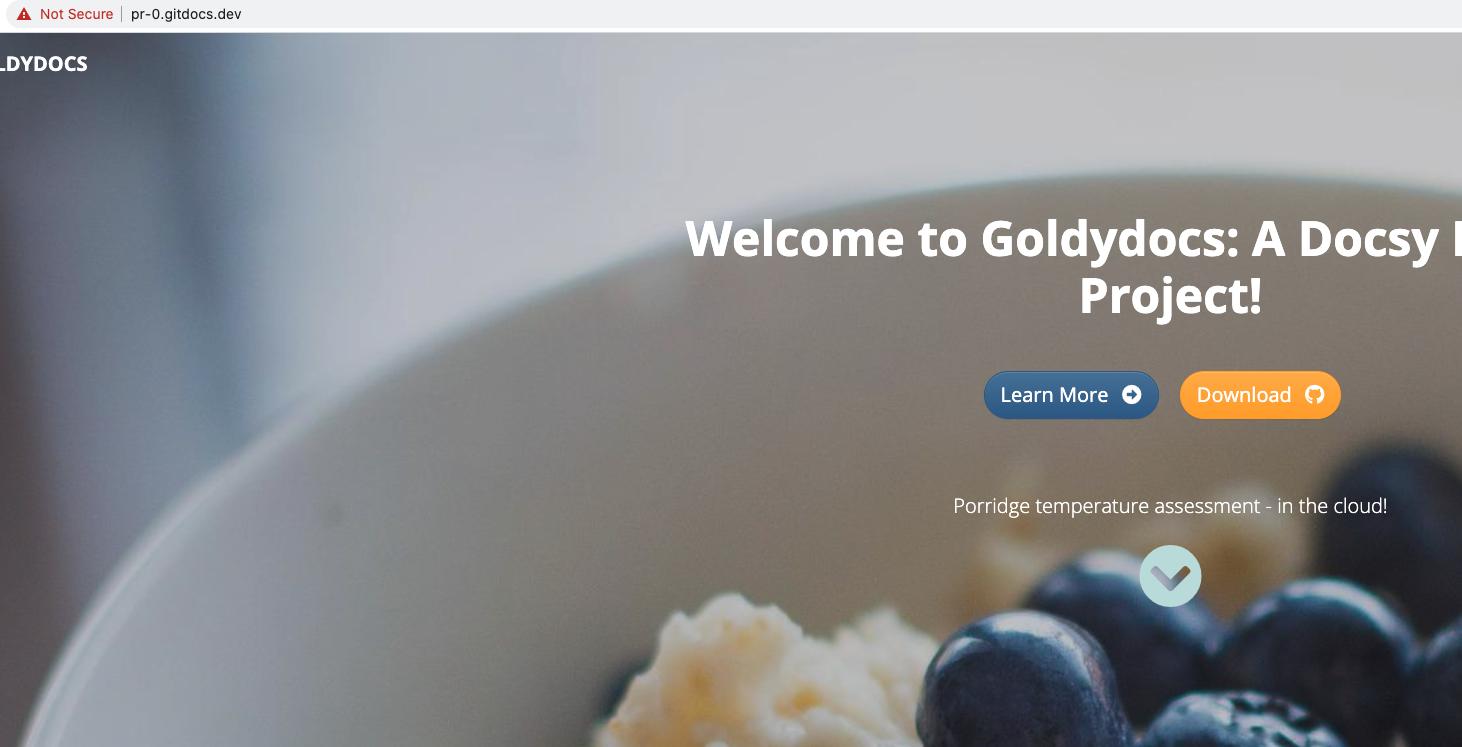 Not Secure pr-0.gitdocs.dev
LDYDOCS
Welcome to Goldydocs: A Docsy
Project!
Learn More Download
Porridge temperature assessment - in the cloud!